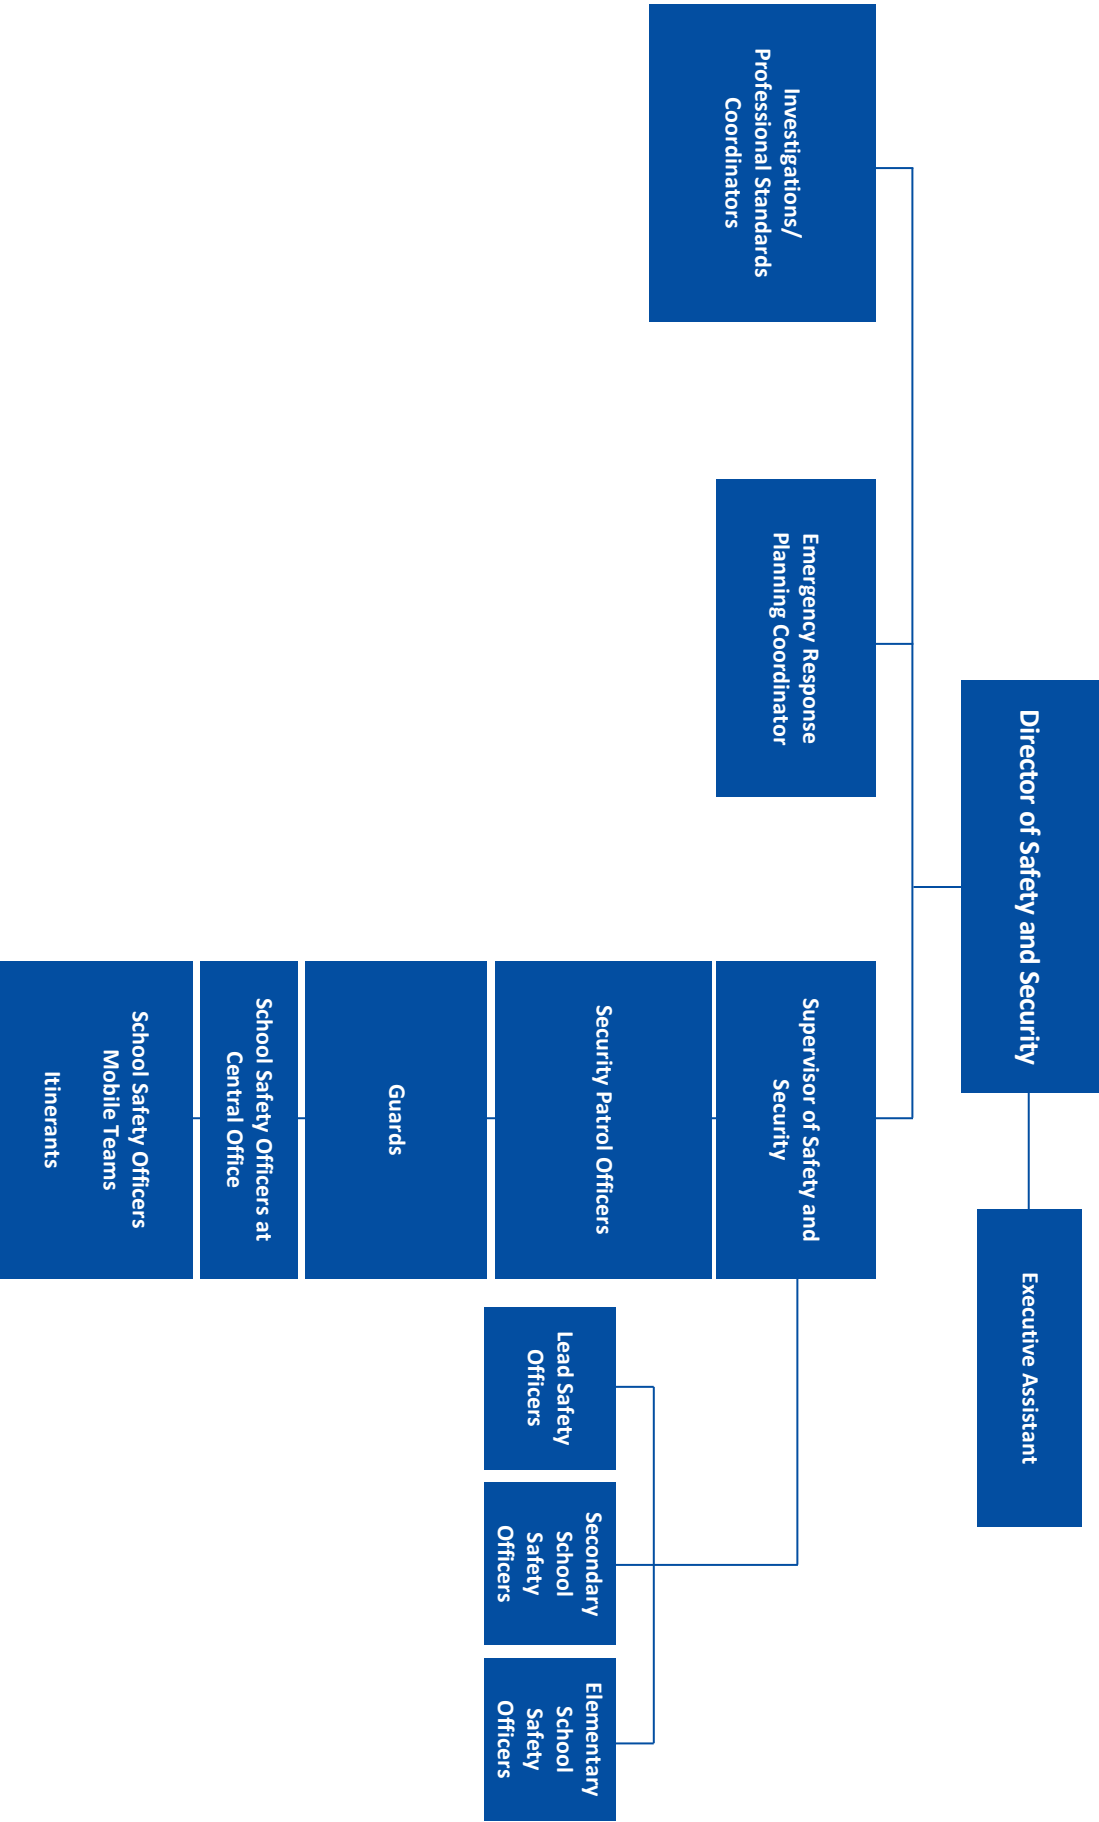 Director of Safety and Security
Executive Assistant
Investigations/
Professional Standards
Coordinators
Emergency Response
Planning Coordinator
Supervisor of Safety and
Security
Security Patrol Officers
Guards
School Safety Officers at
Central Office
School Safety Officers
Mobile Teams
Itinerants
Lead Safety
Officers
Secondary
School
Safety
Officers
Elementary
School
Safety
Officers